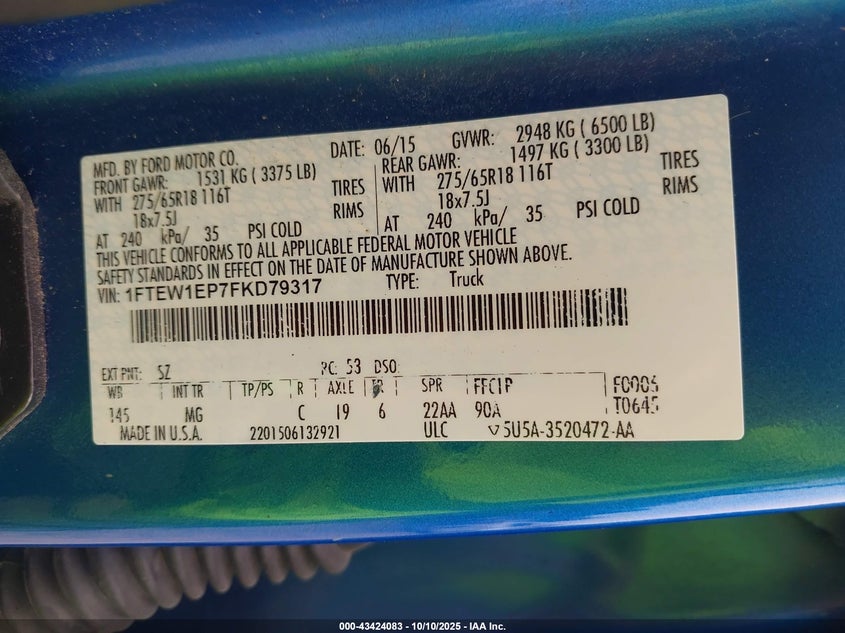 MFD. BY FORD MOTOR CO. DATE: 06/15 GVWR: 2948 KG ( 6500 LB)
FRONT GAWR: 1531 KG ( 3375 LB) REAR GAWR: 1497 KG ( 3300 LB)
WITH 275/65R18 116T TIRES WITH 275/65R18 116T TIRES
18x7.5J RIMS 18x7.5J RIMS
AT 240 kPa/ 35 PSI COLD AT 240 kPa/ 35 PSI COLD
THIS VEHICLE CONFORMS TO ALL APPLICABLE FEDERAL MOTOR VEHICLE
SAFETY STANDARDS IN EFFECT ON THE DATE OF MANUFACTURE SHOWN ABOVE.
VIN: 1FTEW1EP7FKD79317 TYPE: Truck
EXT PNT: SZ RC: 53 DSO:
WB INT TR TP/PS R AXLE TR SPR
145 MG C 19 6 22AA 90A T0645
MADE IN U.S.A. 2201506132921 ULC 5U5A-3520472-AA
000-43424083 - 10/10/2025 - IAA Inc.